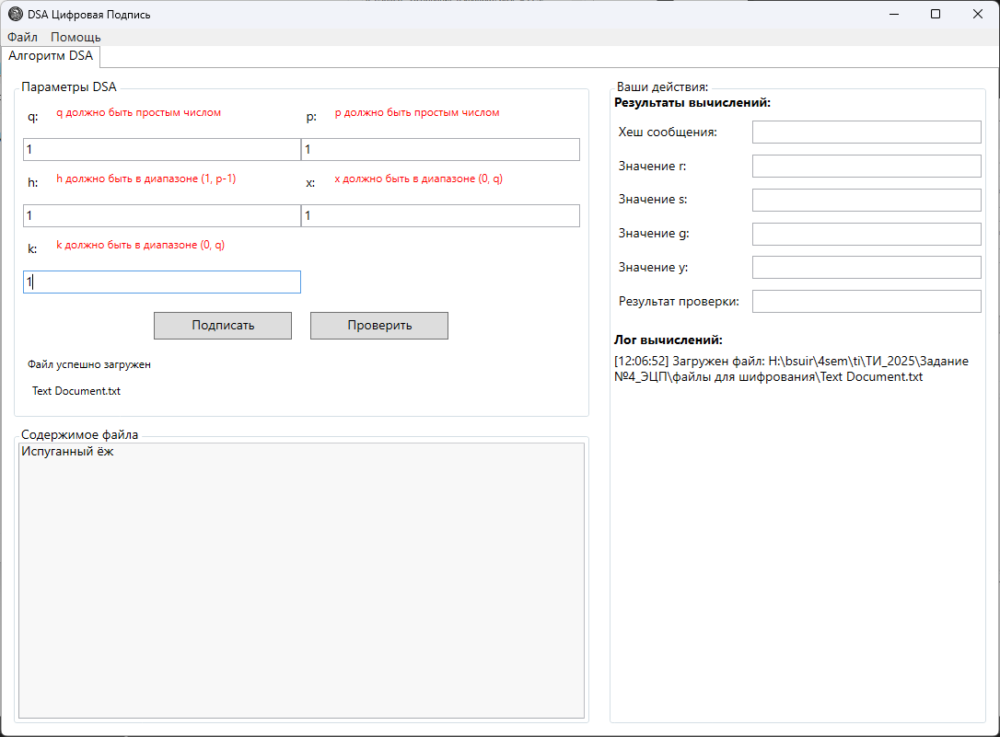 DSA Цифровая Подпись
Файл Помощь
Алгоритм DSA
Параметры DSA
q: q должно быть простым числом p: p должно быть простым числом
1 1
h: h должно быть в диапазоне (1, p-1) x: x должно быть в диапазоне (0, q)
1 1
k: k должно быть в диапазоне (0, q)
1
Подписать Проверить
Файл успешно загружен
Text Document.txt
Содержимое файла
Испуганный ёж
Ваши действия:
Результаты вычислений:
Хеш сообщения:
Значение r:
Значение s:
Значение g:
Значение y:
Результат проверки:
Лог вычислений:
[12:06:52] Загружен файл: H:\bsuir\4sem\ti\ТИ_2025\Задание
№4_ЭЦП\файлы для шифрования\Text Document.txt